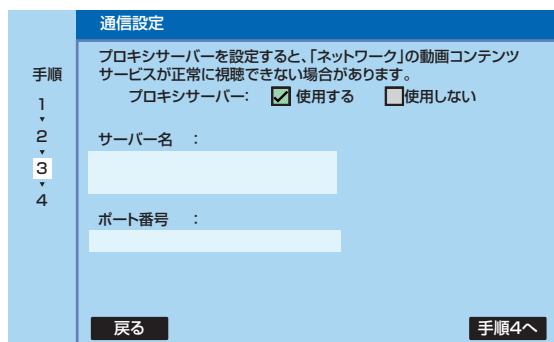 通信設定
プロキシサーバーを設定すると、「ネットワーク」の動画コンテンツ
サービスが正常に視聴できない場合があります。
プロキシサーバー: 使用する 使用しない
手順
1
2
3
4
サーバー名 :
ポート番号 :
戻る
手順4へ